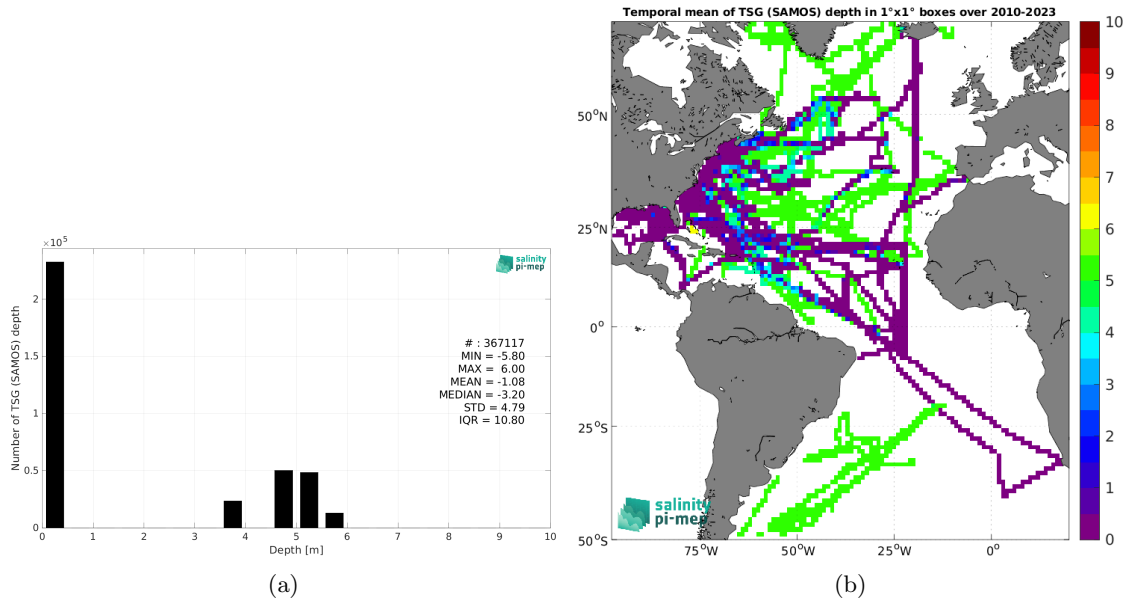 Temporal mean of TSG (SAMOS) depth in 1°x1° boxes over 2010-2023
×10⁵
Number of TSG (SAMOS) depth
2
1.5
1
0.5
0
0 1 2 3 4 5 6 7 8 9 10
Depth [m]
salinity
pi-mep
# : 367117
MIN = -5.80
MAX = 6.00
MEAN = -1.08
MEDIAN = -3.20
STD = 4.79
IQR = 10.80
(a)
50°N
25°N
0°
25°S
50°S
75°W 50°W 25°W 0°
salinity
pi-mep
10
9
8
7
6
5
4
3
2
1
0
(b)